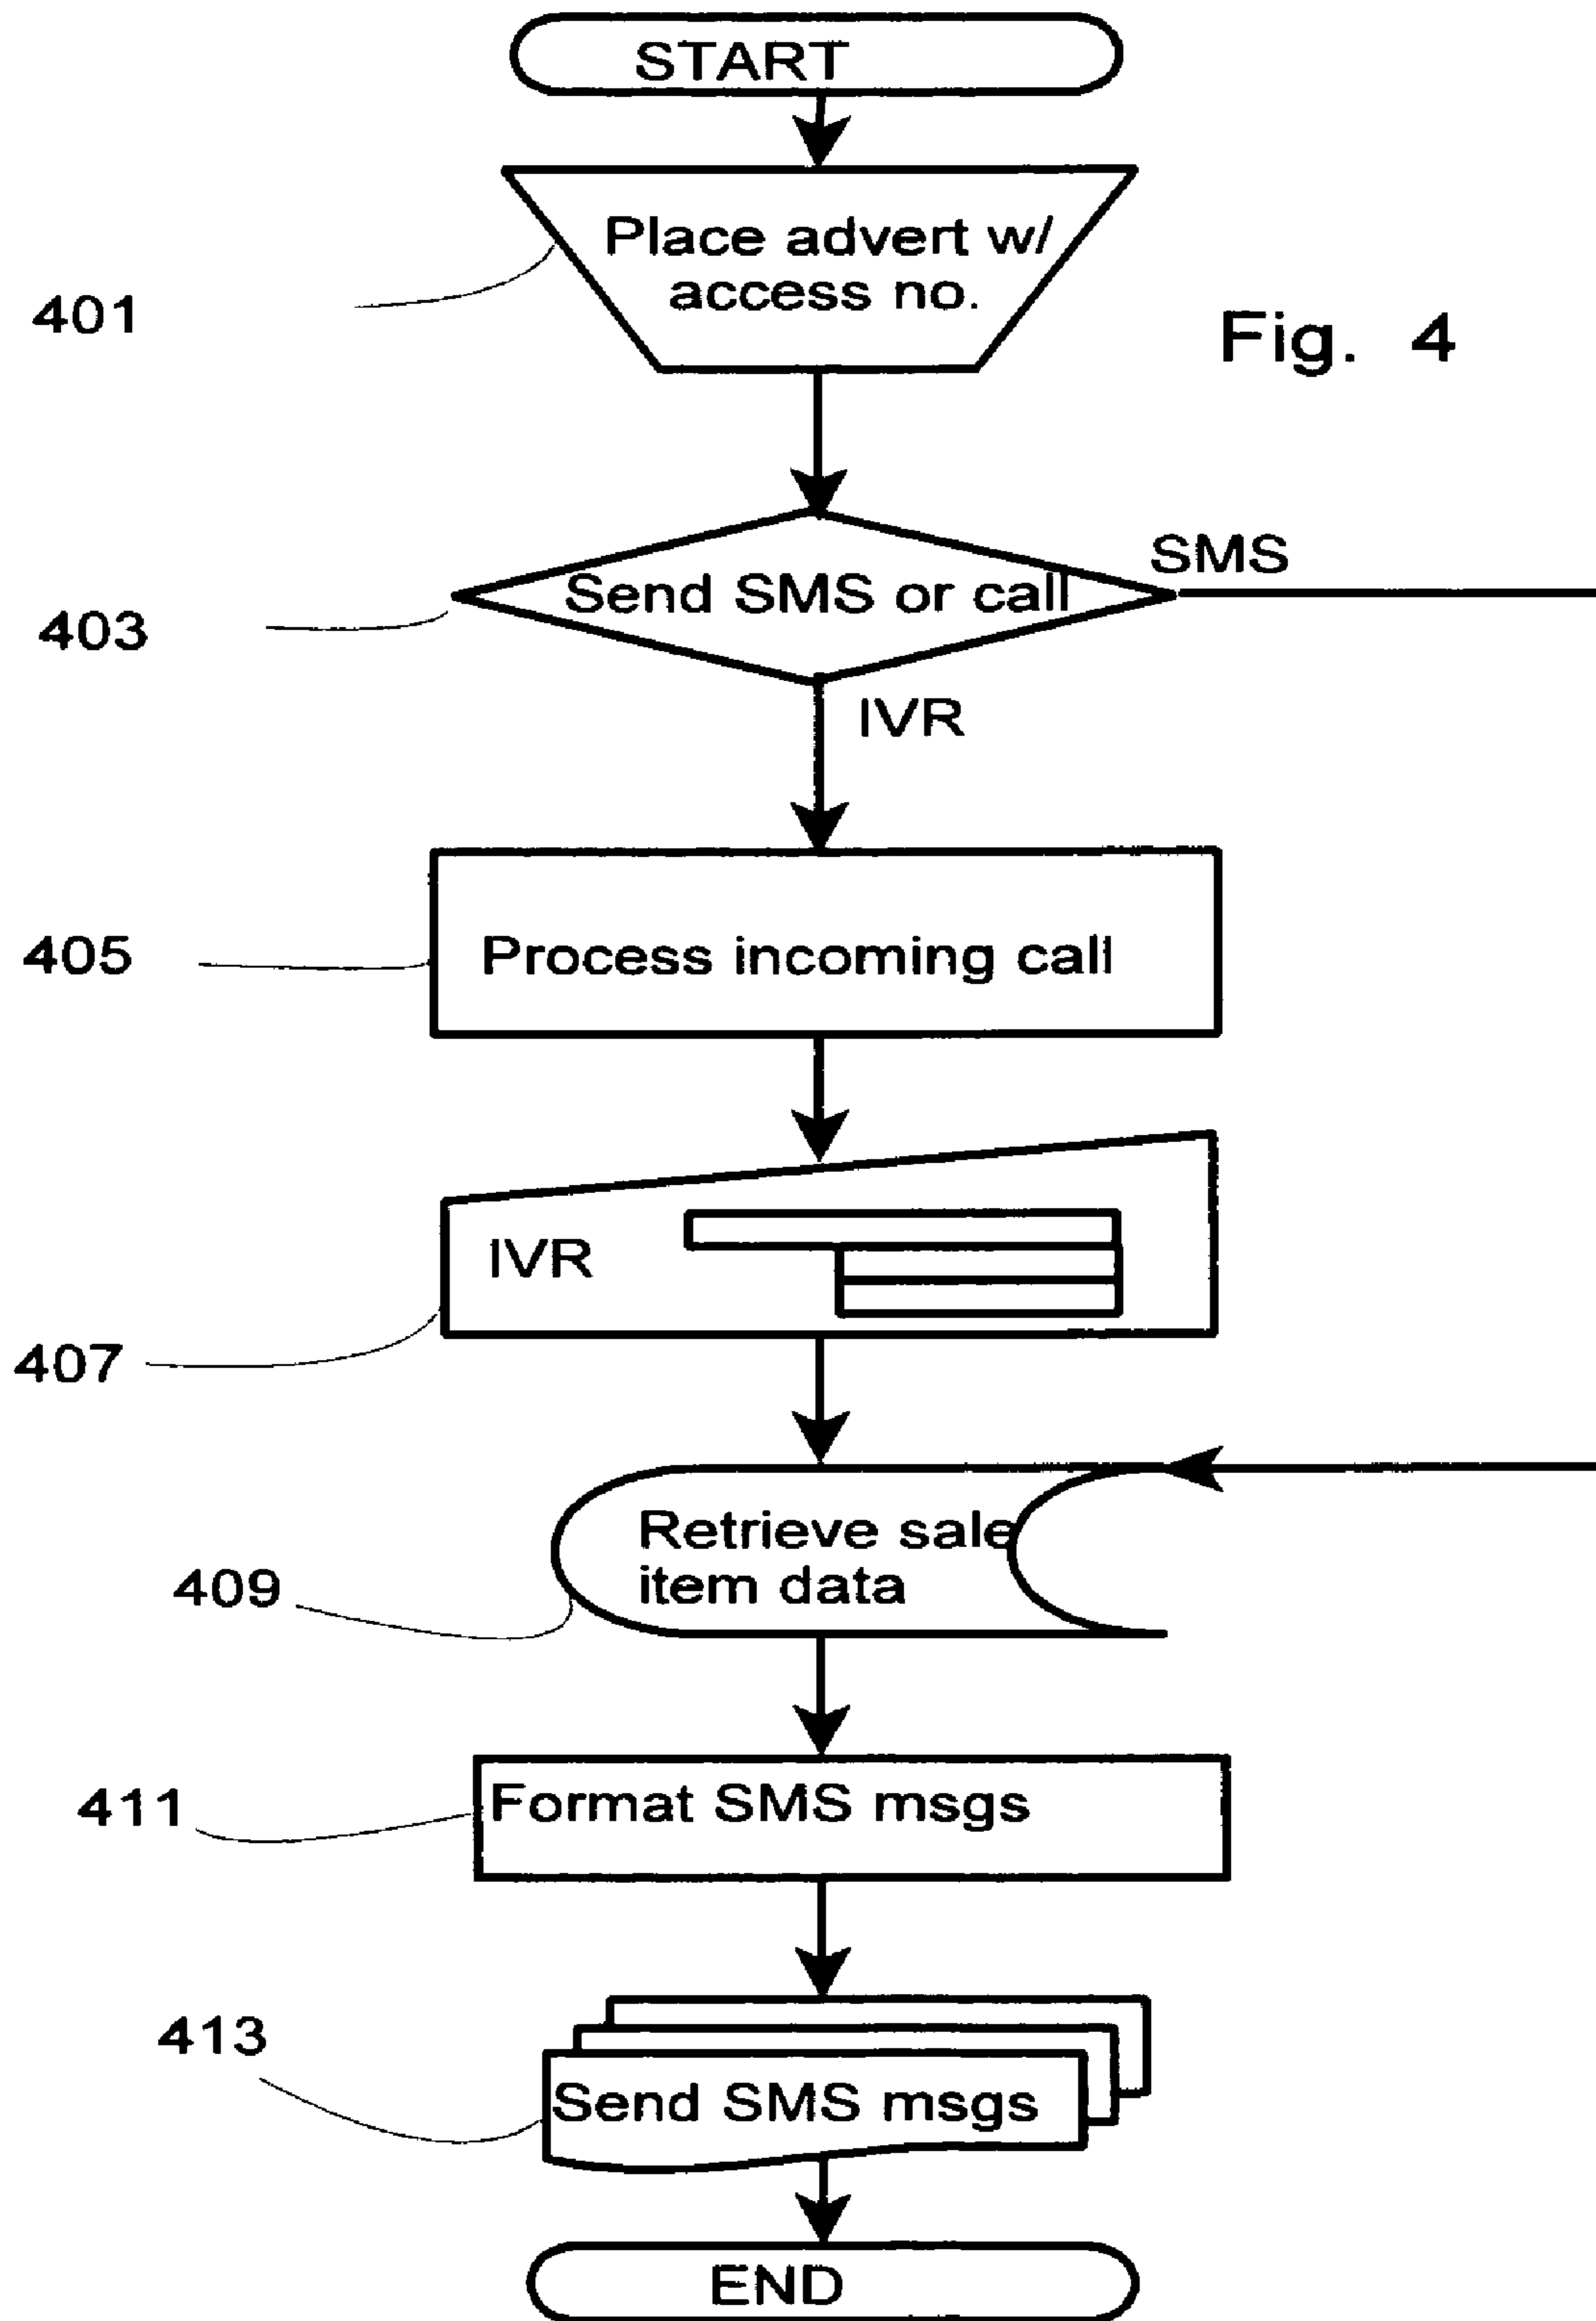 START
Place advert w/
access no.
401
Fig. 4
SMS
Send SMS or call
403
IVR
405
Process incoming call
IVR
407
Retrieve sale
item data
409
Format SMS msgs
411
413
Send SMS msgs
END